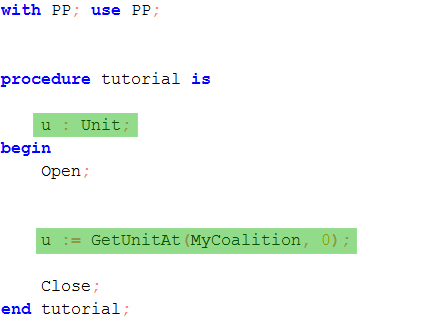 with PP; use PP;
procedure tutorial is
u : Unit;
begin
Open;
u := GetUnitAt(MyCoalition, 0);
Close;
end tutorial;